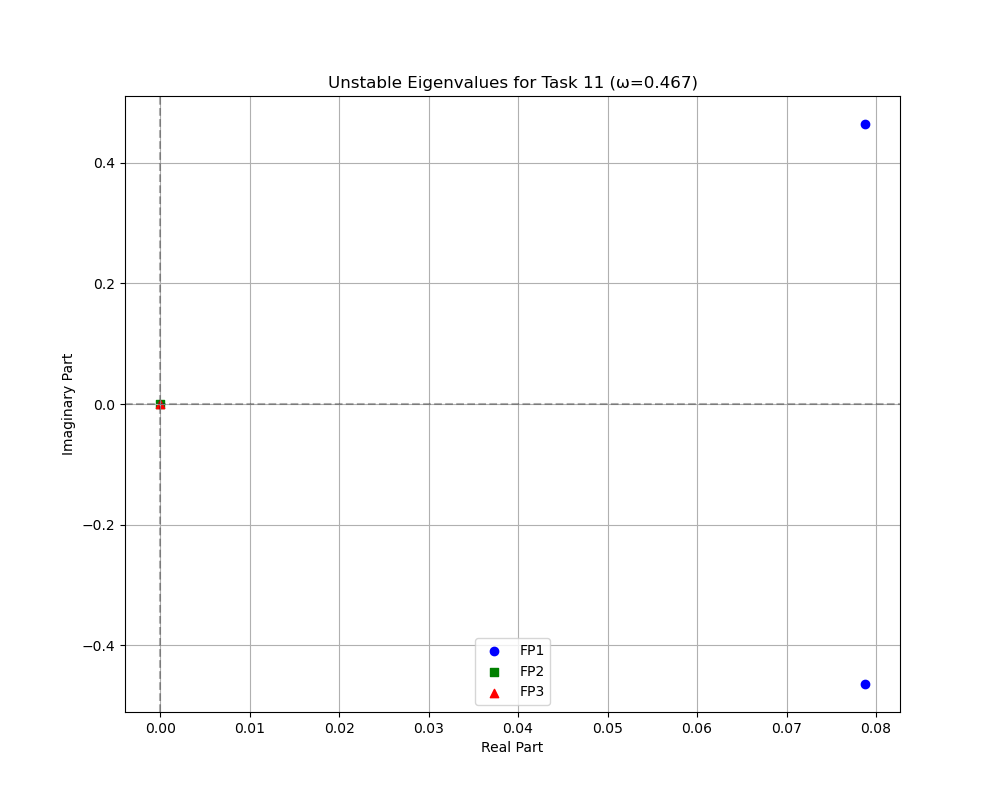 Unstable Eigenvalues for Task 11 (ω=0.467)
Imaginary Part
0.4
0.2
0.0
−0.2
−0.4
FP1
FP2
FP3
0.00 0.01 0.02 0.03 0.04 0.05 0.06 0.07 0.08
Real Part